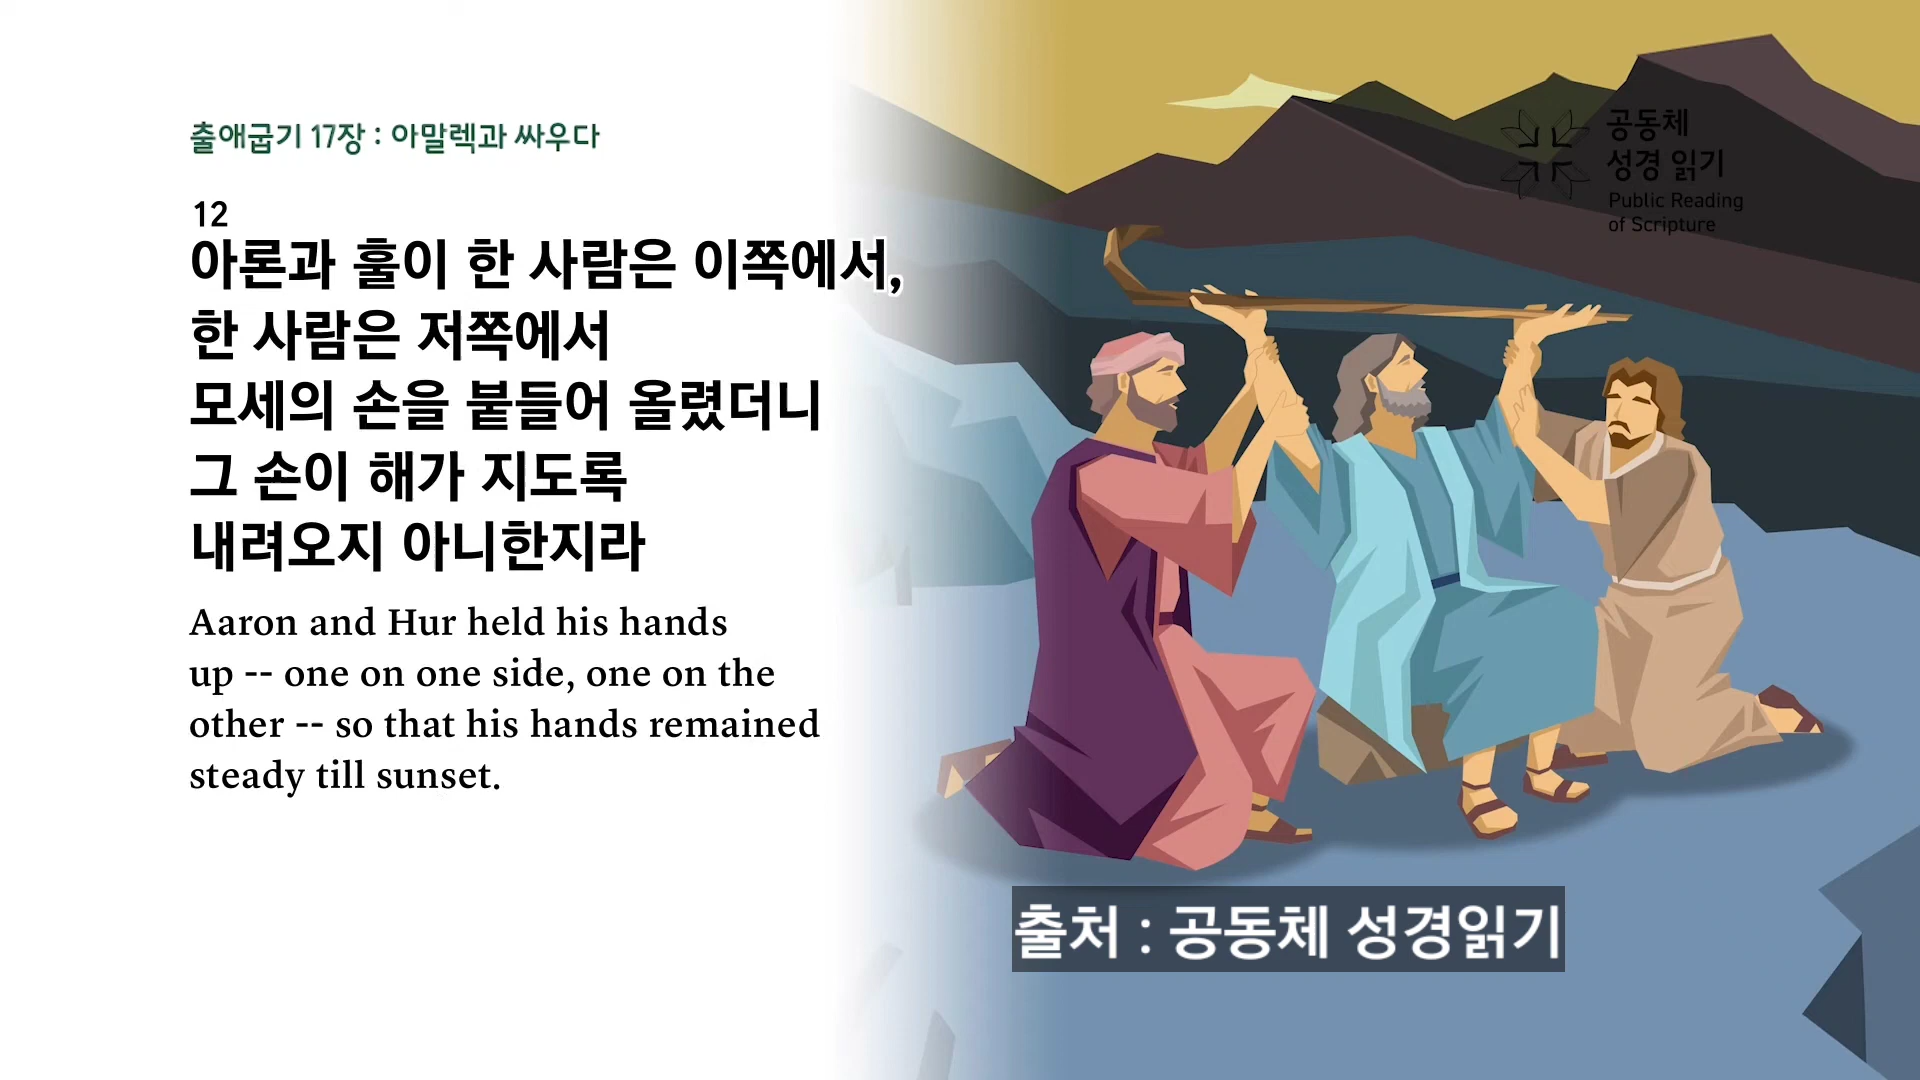 출애굽기 17장 : 아말렉과 싸우다
12
아론과 훌이 한 사람은 이쪽에서,
한 사람은 저쪽에서
모세의 손을 붙들어 올렸더니
그 손이 해가 지도록
내려오지 아니한지라
Aaron and Hur held his hands
up -- one on one side, one on the
other -- so that his hands remained
steady till sunset.
공동체
성경 읽기
Public Reading
of Scripture
출처 : 공동체 성경읽기